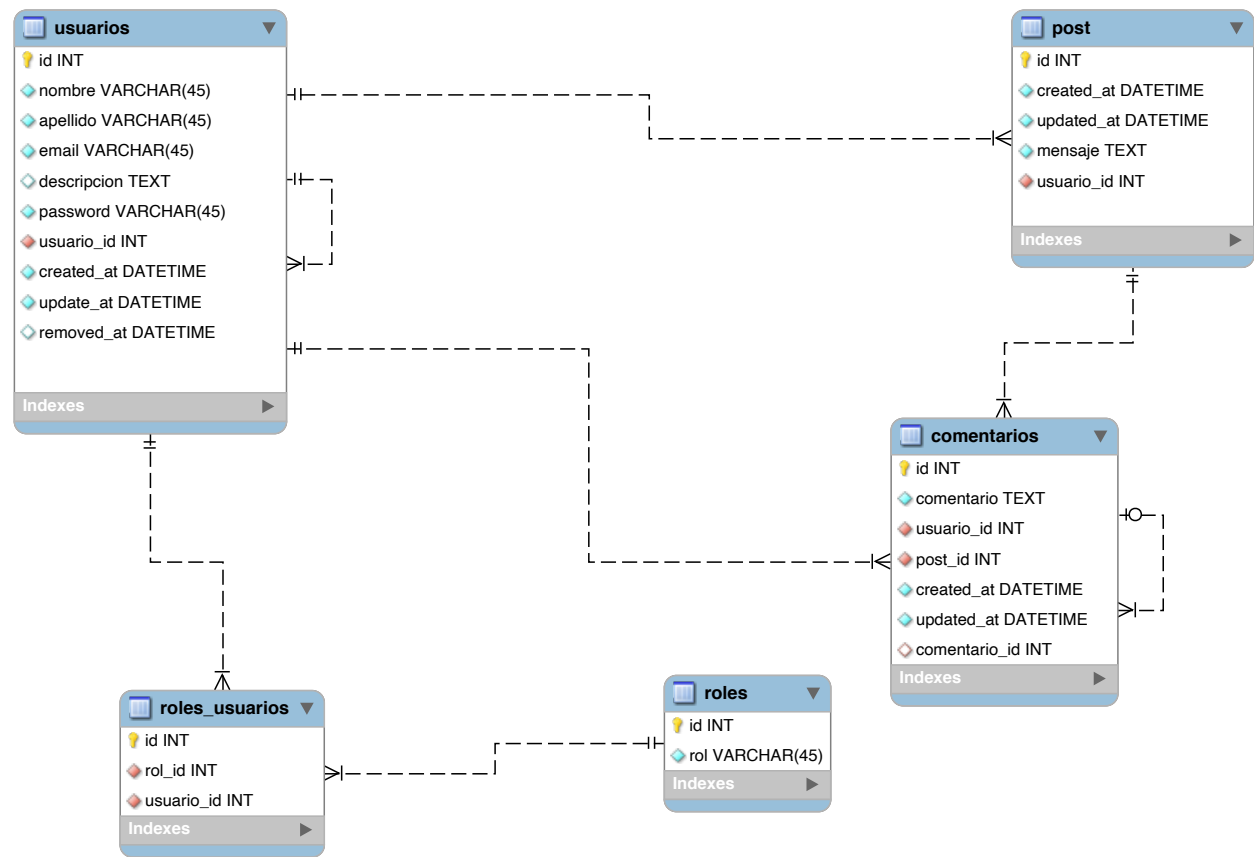 usuarios
id INT
nombre VARCHAR(45)
apellido VARCHAR(45)
email VARCHAR(45)
descripcion TEXT
password VARCHAR(45)
usuario_id INT
created_at DATETIME
update_at DATETIME
removed_at DATETIME
Indexes
post
id INT
created_at DATETIME
updated_at DATETIME
mensaje TEXT
usuario_id INT
Indexes
comentarios
id INT
comentario TEXT
usuario_id INT
post_id INT
created_at DATETIME
updated_at DATETIME
comentario_id INT
Indexes
roles_usuarios
id INT
rol_id INT
usuario_id INT
Indexes
roles
id INT
rol VARCHAR(45)
Indexes